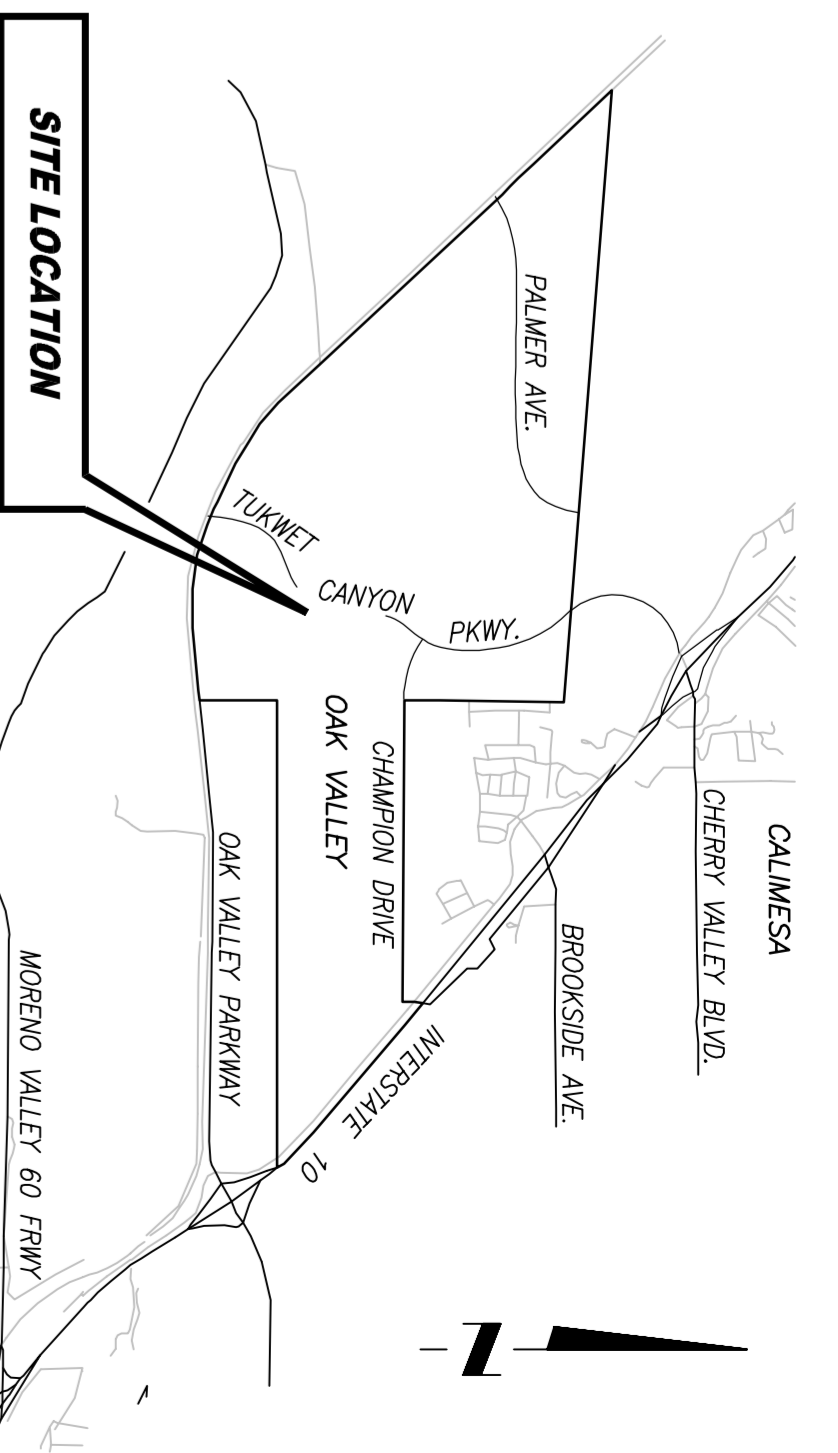 CALIMESA
CHERRY VALLEY BLVD.
BROOKSIDE AVE.
PALMER AVE.
INTERSTATE 10
TUKWET
CANYON
PKWY.
CHAMPION DRIVE
OAK VALLEY
OAK VALLEY PARKWAY
SITE LOCATION
MORENO VALLEY 60 FRWY
N